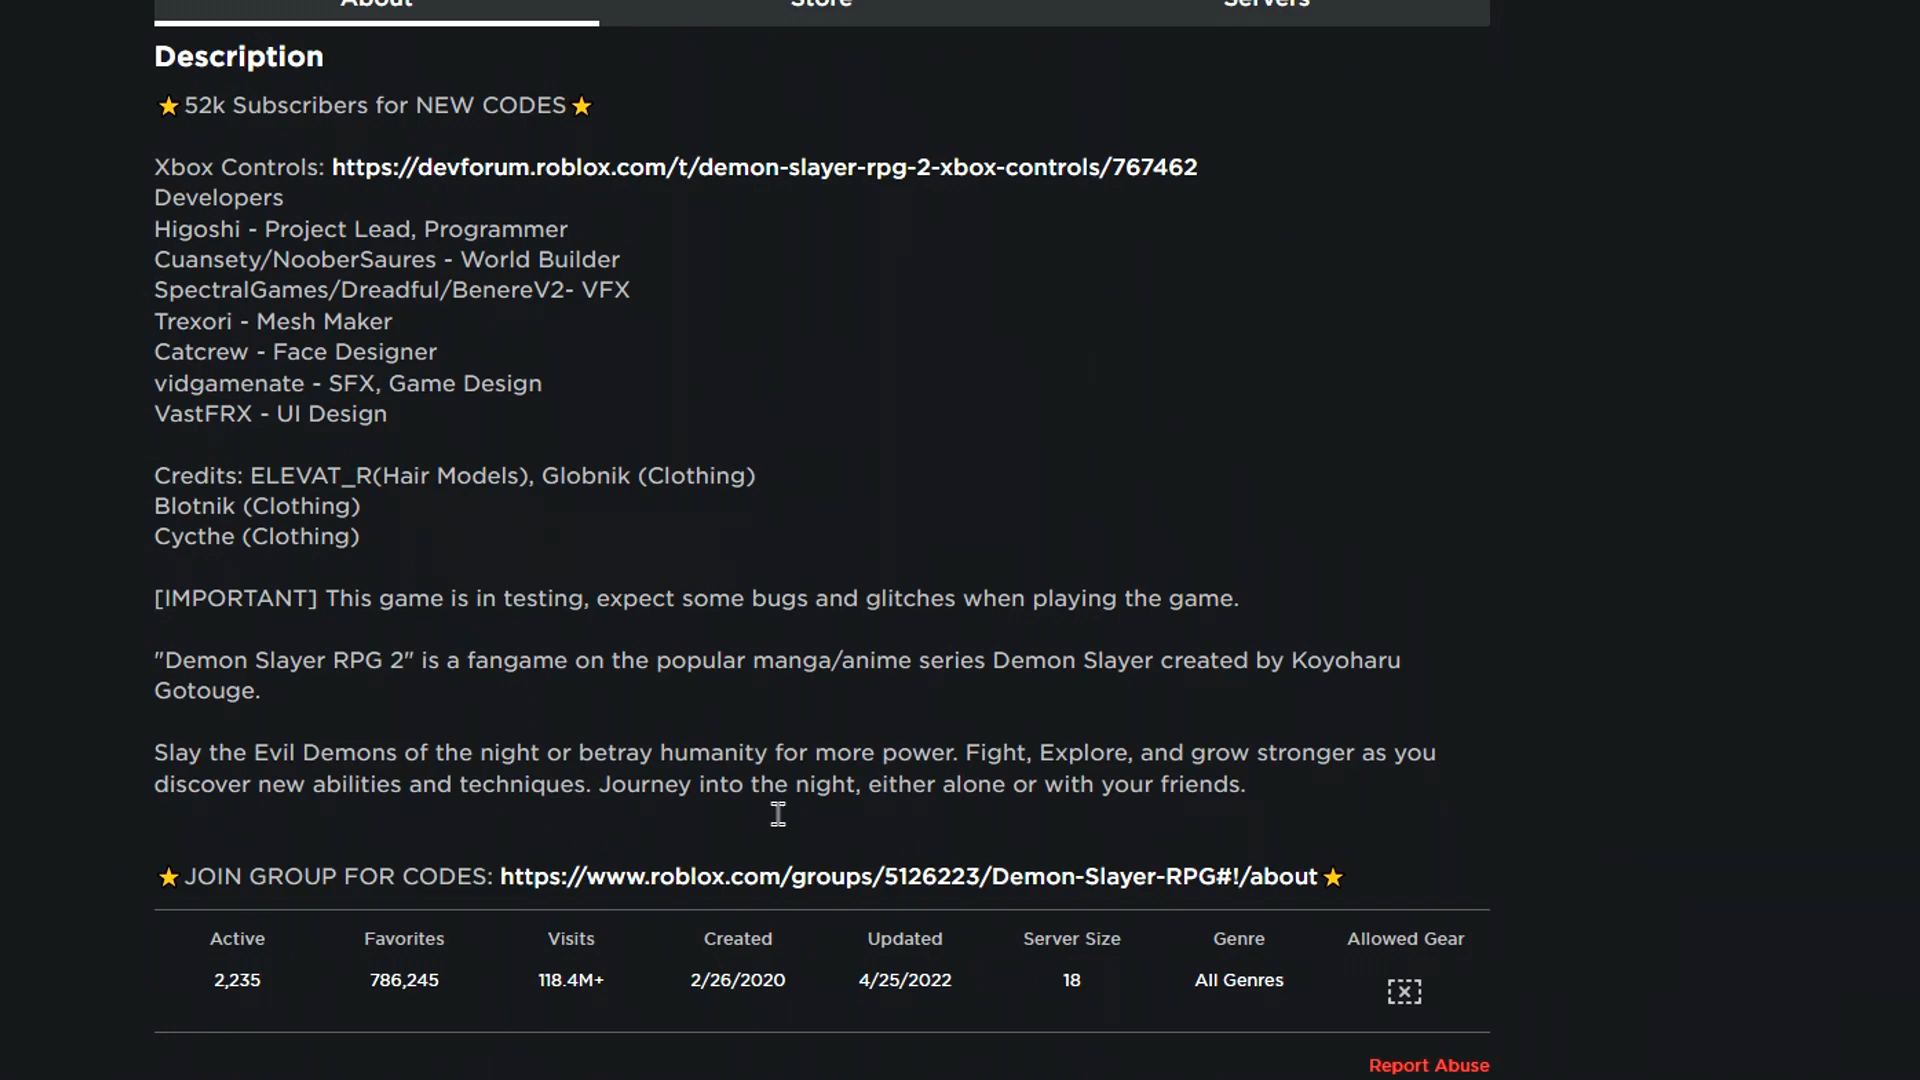 About Store Servers
Description
⭐52k Subscribers for NEW CODES⭐
Xbox Controls: https://devforum.roblox.com/t/demon-slayer-rpg-2-xbox-controls/767462
Developers
Higoshi - Project Lead, Programmer
Cuansety/NooberSaures - World Builder
SpectralGames/Dreadful/BenereV2- VFX
Trexori - Mesh Maker
Catcrew - Face Designer
vidgamenate - SFX, Game Design
VastFRX - UI Design
Credits: ELEVAT_R(Hair Models), Globnik (Clothing)
Blotnik (Clothing)
Cycthe (Clothing)
[IMPORTANT] This game is in testing, expect some bugs and glitches when playing the game.
"Demon Slayer RPG 2" is a fangame on the popular manga/anime series Demon Slayer created by Koyoharu
Gotouge.
Slay the Evil Demons of the night or betray humanity for more power. Fight, Explore, and grow stronger as you
discover new abilities and techniques. Journey into the night, either alone or with your friends.
⭐JOIN GROUP FOR CODES: https://www.roblox.com/groups/5126223/Demon-Slayer-RPG#!/about⭐
Active Favorites Visits Created Updated Server Size Genre Allowed Gear
2,235 786,245 118.4M+ 2/26/2020 4/25/2022 18 All Genres
Report Abuse